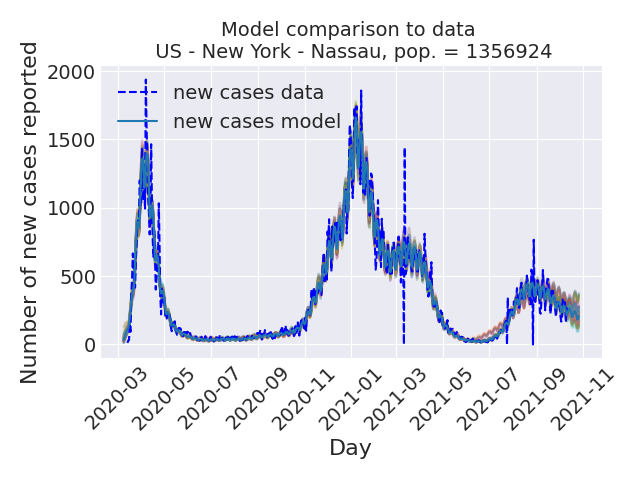 Model comparison to data
US - New York - Nassau, pop. = 1356924
Number of new cases reported
2000
1500
1000
500
0
new cases data
new cases model
2020-03
2020-05
2020-07
2020-09
2020-11
2021-01
2021-03
2021-05
2021-07
2021-09
2021-11
Day